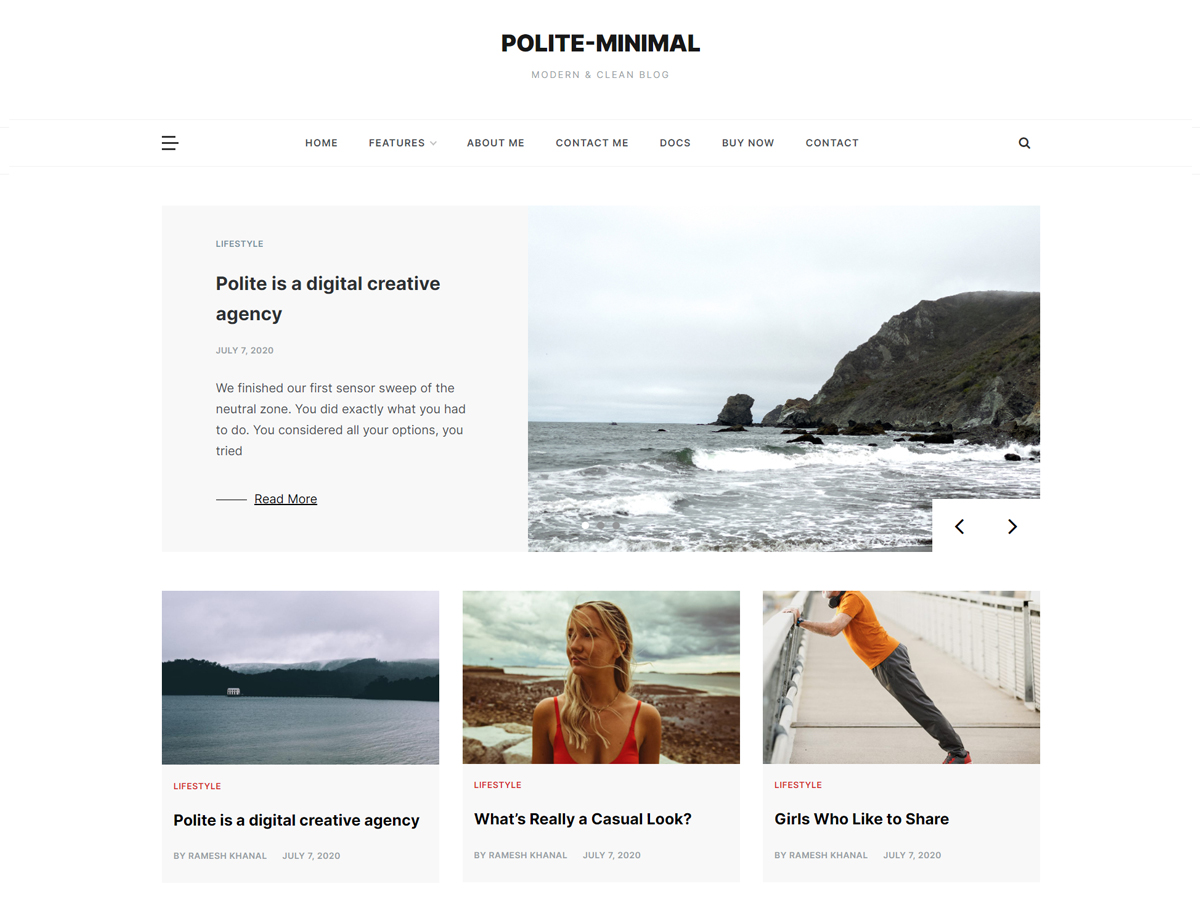 POLITE-MINIMAL
MODERN & CLEAN BLOG
HOME FEATURES ABOUT ME CONTACT ME DOCS BUY NOW CONTACT
LIFESTYLE
Polite is a digital creative
agency
JULY 7, 2020
We finished our first sensor sweep of the
neutral zone. You did exactly what you had
to do. You considered all your options, you
tried
Read More
LIFESTYLE
Polite is a digital creative agency
BY RAMESH KHANAL JULY 7, 2020
LIFESTYLE
What’s Really a Casual Look?
BY RAMESH KHANAL JULY 7, 2020
LIFESTYLE
Girls Who Like to Share
BY RAMESH KHANAL JULY 7, 2020